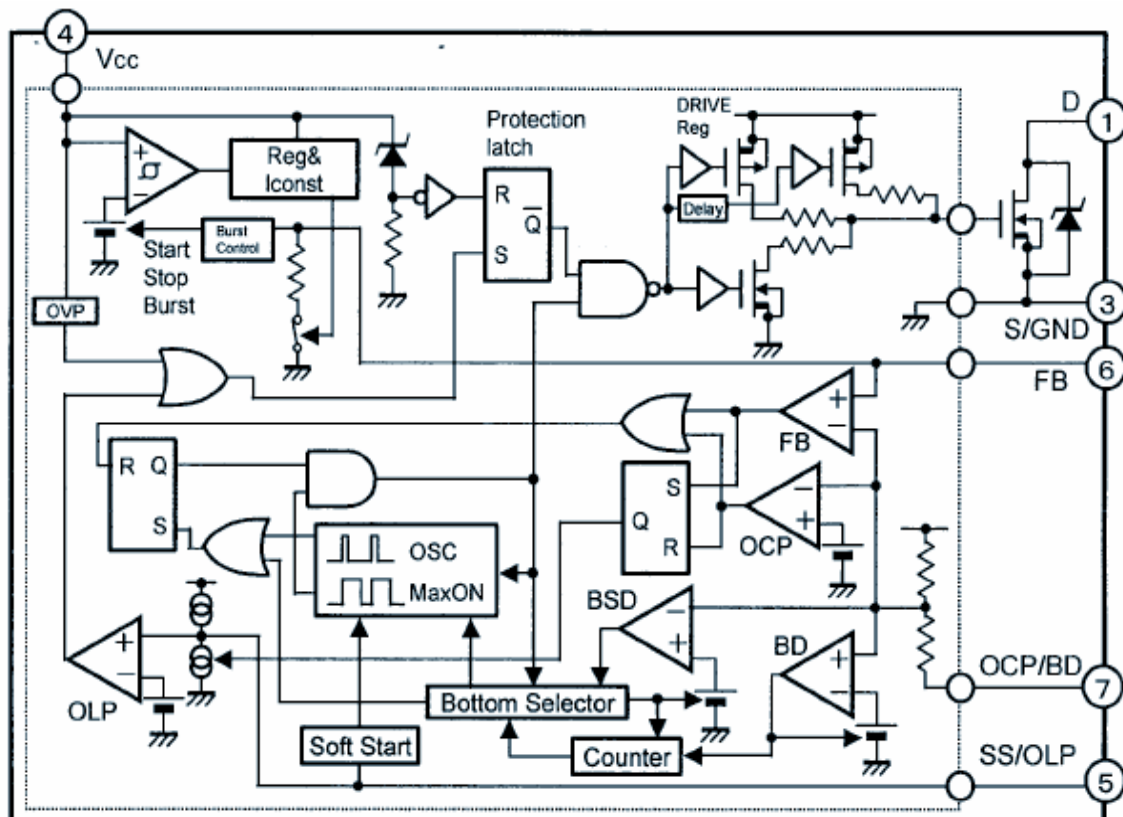 4
Vcc
DRIVE
Reg
D
1
Protection
latch
+
−
Reg&
Iconst
R
Q
S
Delay
Burst
Control
Start
Stop
Burst
OVP
3
S/GND
6
FB
+
−
FB
R
Q
S
S
Q
R
−
+
OCP
OSC
MaxON
BSD
−
+
BD
+
−
+
−
OLP
Bottom Selector
OCP/BD
7
Soft Start
Counter
SS/OLP
5